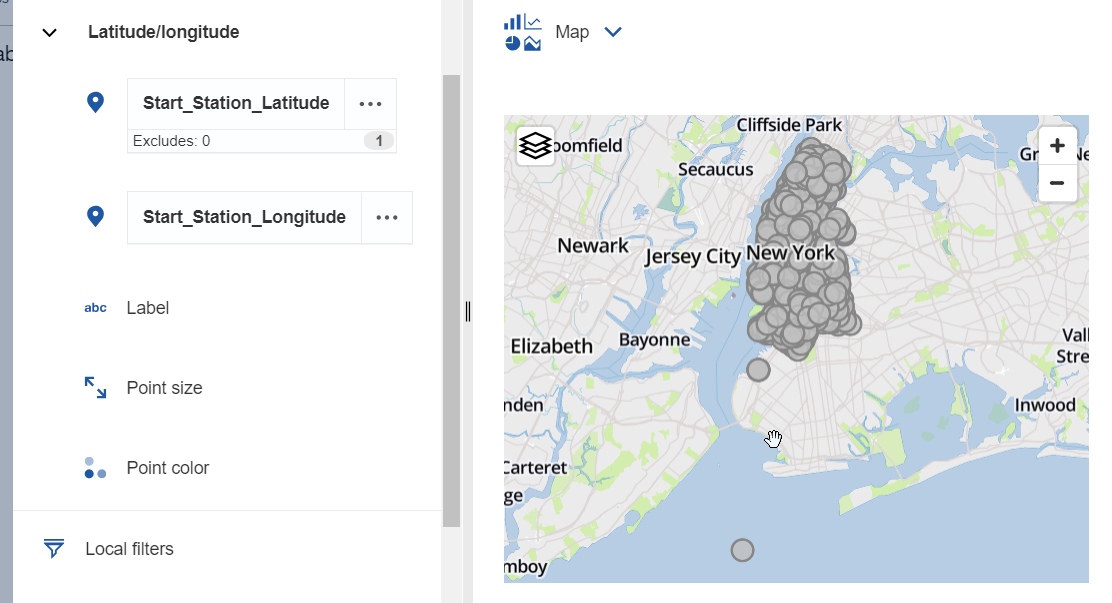 Latitude/longitude
Start_Station_Latitude
Excludes: 0
1
Start_Station_Longitude
abc Label
Point size
Point color
Local filters
Map
Cliffside Park
oomfield
Secaucus
Newark
Jersey City
New York
Elizabeth
Bayonne
Vall
Stre
nden
Inwood
Carteret
ge
mboy